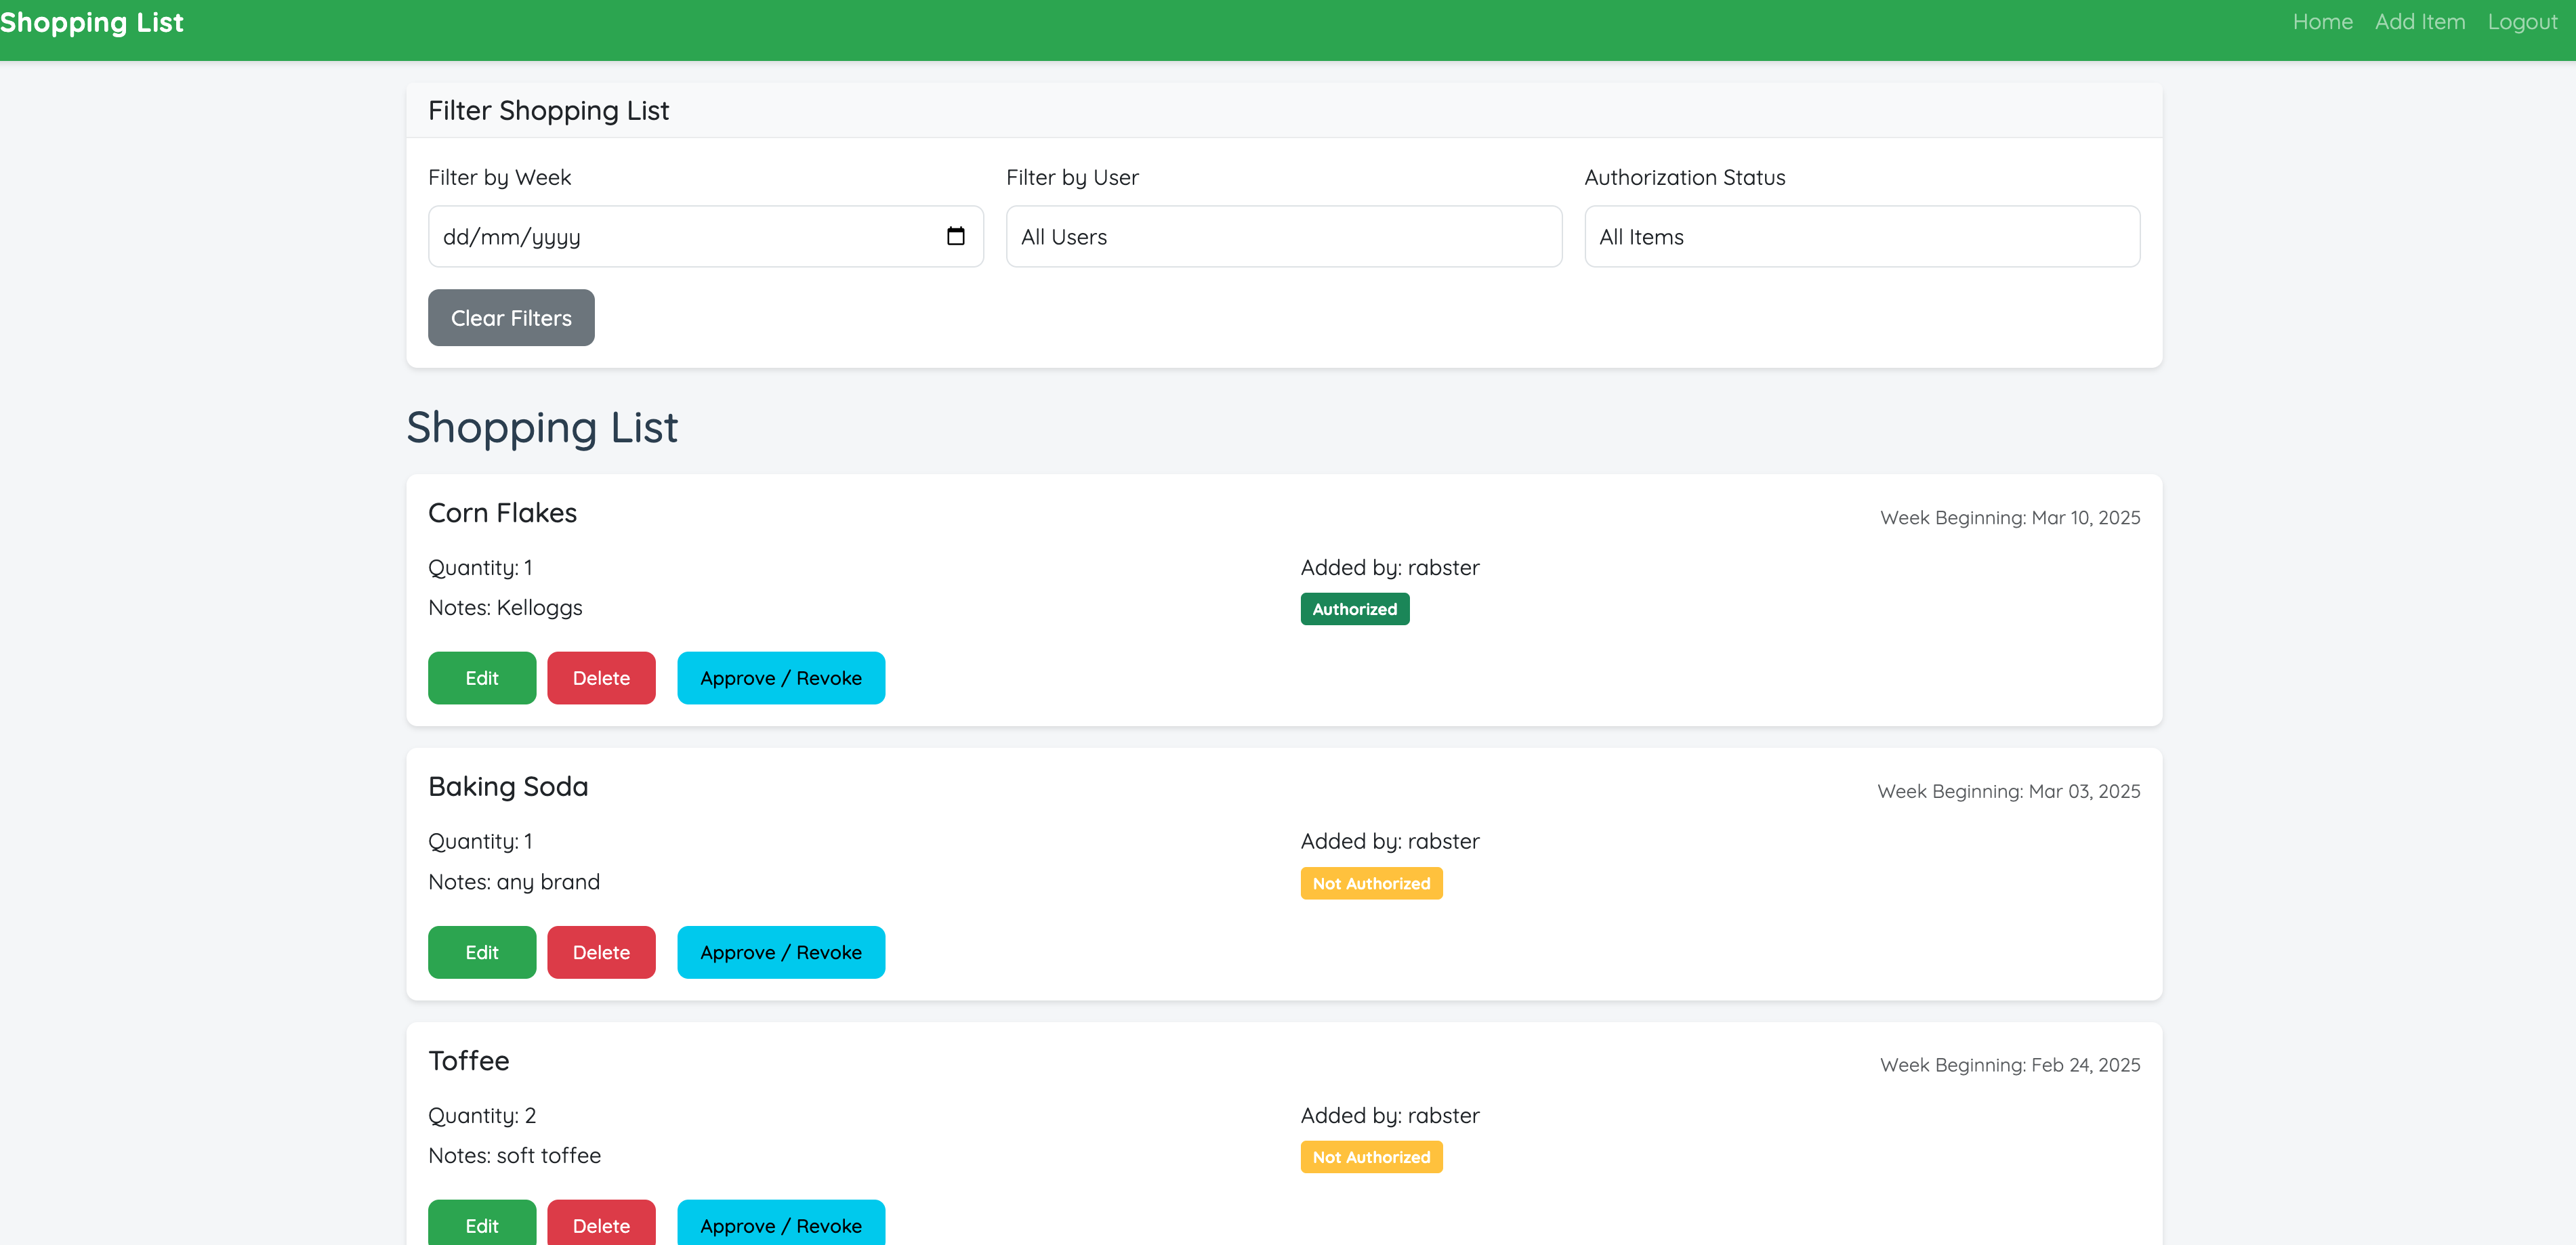 Shopping List
Home Add Item Logout
Filter Shopping List
Filter by Week Filter by User Authorization Status
dd/mm/yyyy All Users All Items
Clear Filters
Shopping List
Corn Flakes Week Beginning: Mar 10, 2025
Quantity: 1 Added by: rabster
Notes: Kelloggs Authorized
Edit Delete Approve / Revoke
Baking Soda Week Beginning: Mar 03, 2025
Quantity: 1 Added by: rabster
Notes: any brand Not Authorized
Edit Delete Approve / Revoke
Toffee Week Beginning: Feb 24, 2025
Quantity: 2 Added by: rabster
Notes: soft toffee Not Authorized
Edit Delete Approve / Revoke